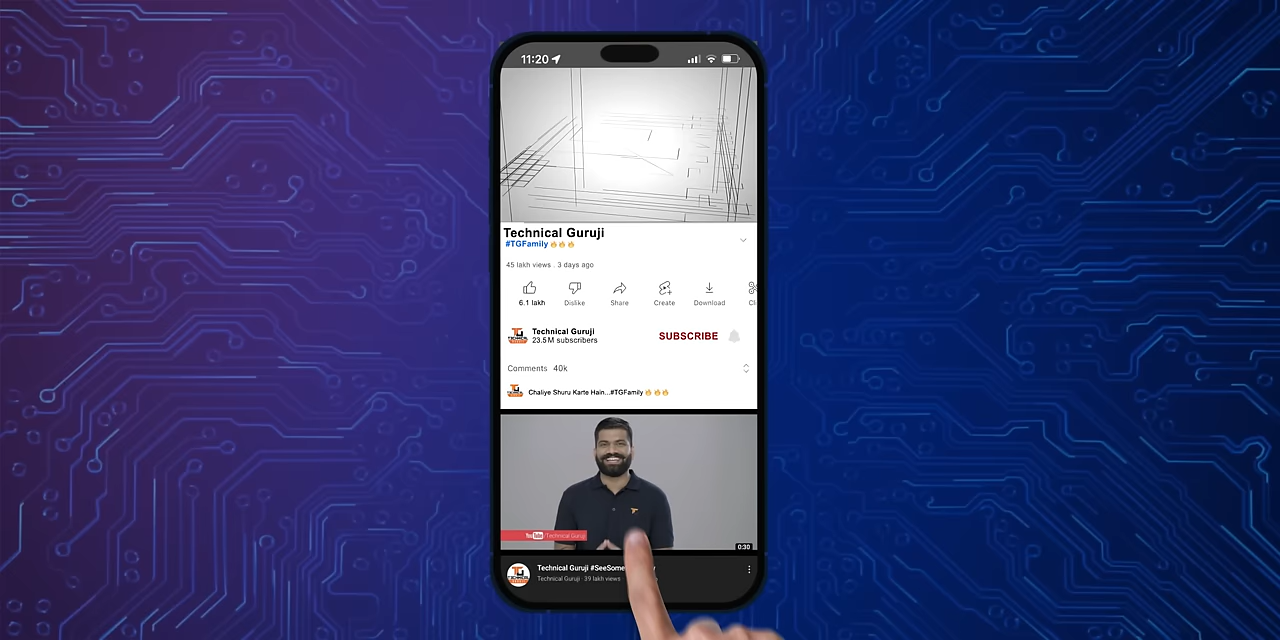 11:20
Technical Guruji
#TGFamily 🔥🔥🔥
45 lakh views . 3 days ago
6.1 lakh Dislike Share Create Download
Technical Guruji
23.5 M subscribers
SUBSCRIBE
Comments 40k
Chaliye Shuru Karte Hain...#TGFamily 🔥🔥🔥
YouTube Technical Guruji
0:30
Technical Guruji
Technical Guruji · 39 lakh views